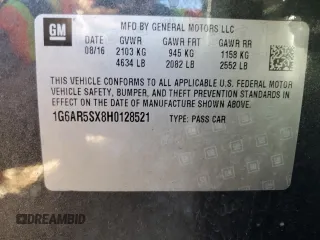 GM
MFD BY GENERAL MOTORS LLC
DATE GVWR GAWR FRT GAWR RR
08/16 2103 KG 945 KG 1158 KG
4634 LB 2082 LB 2552 LB
THIS VEHICLE CONFORMS TO ALL APPLICABLE U.S. FEDERAL MOTOR
VEHICLE SAFETY, BUMPER, AND THEFT PREVENTION STANDARDS IN
EFFECT ON THE DATE OF MANUFACTURE SHOWN ABOVE.
1G6AR5SX8H0128521 TYPE: PASS CAR
DREAMBID